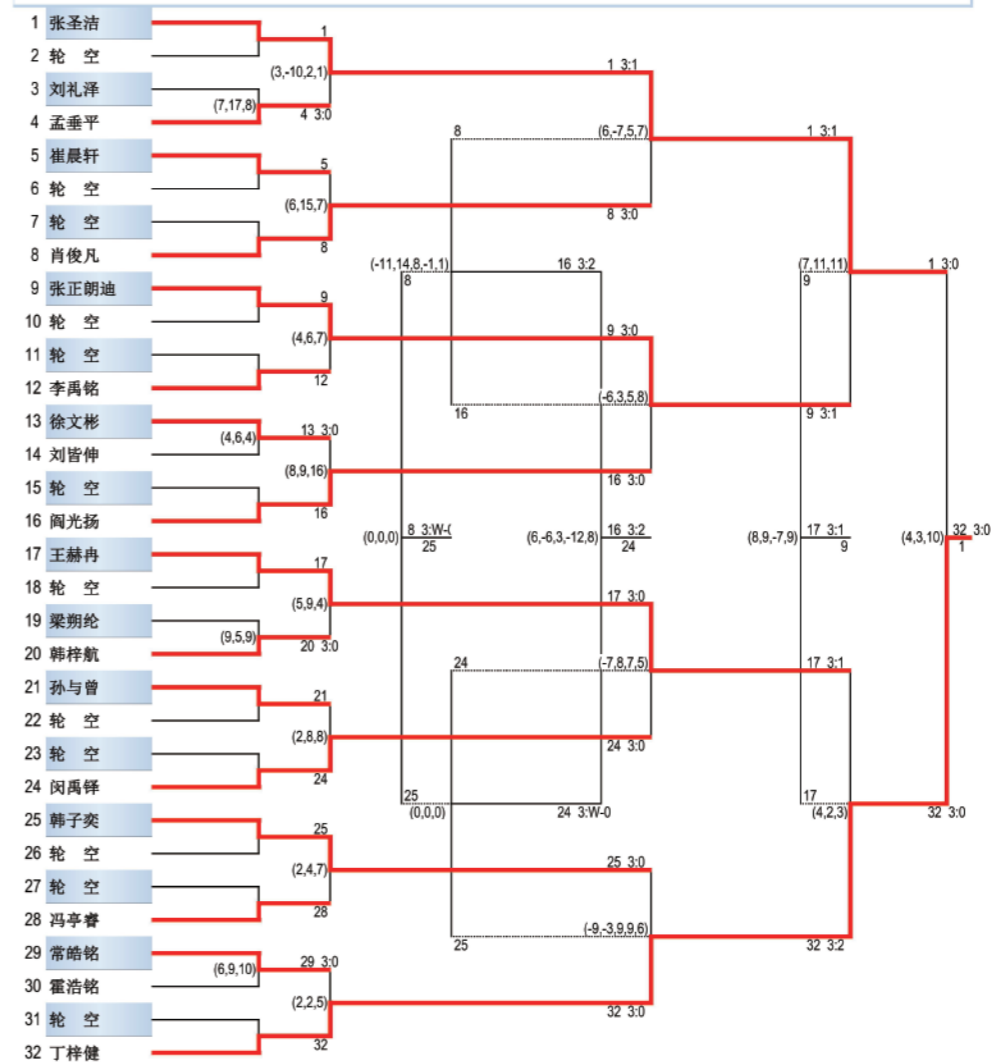 1 张圣洁
2 轮 空
3 刘礼泽
4 孟垂平
5 崔晨轩
6 轮 空
7 轮 空
8 肖俊凡
9 张正朗迪
10 轮 空
11 轮 空
12 李禹铭
13 徐文彬
14 刘皆伸
15 轮 空
16 阎光扬
17 王赫冉
18 轮 空
19 梁朔纶
20 韩梓航
21 孙与曾
22 轮 空
23 轮 空
24 闵禹铎
25 韩子奕
26 轮 空
27 轮 空
28 冯亭睿
29 常皓铭
30 霍浩铭
31 轮 空
32 丁梓健
(7,17,8)
(4,6,4)
(9,5,9)
(6,9,10)
1
(3,-10,2,1)
4 3:0
5
(6,15,7)
8
9
(4,6,7)
12
13 3:0
(8,9,16)
16
17
(5,9,4)
20 3:0
21
(2,8,8)
24
25
(2,4,7)
28
29 3:0
(2,2,5)
32
(-11,14,8,-1,1)
8
(0,0,0)
8 3:W-(
25
25
(0,0,0)
8
16
24
25
1 3:1
(6,-7,5,7)
8 3:0
16 3:2
9 3:0
(-6,3,5,8)
16 3:0
(6,-6,3,-12,8)
16 3:2
24
17 3:0
(-7,8,7,5)
24 3:0
24 3:W-0
25 3:0
(-9,-3,9,9,6)
32 3:0
1 3:1
(7,11,11)
9
9 3:1
(8,9,-7,9)
17 3:1
9
17 3:1
17
(4,2,3)
32 3:2
1 3:0
(4,3,10)
32 3:0
1
32 3:0